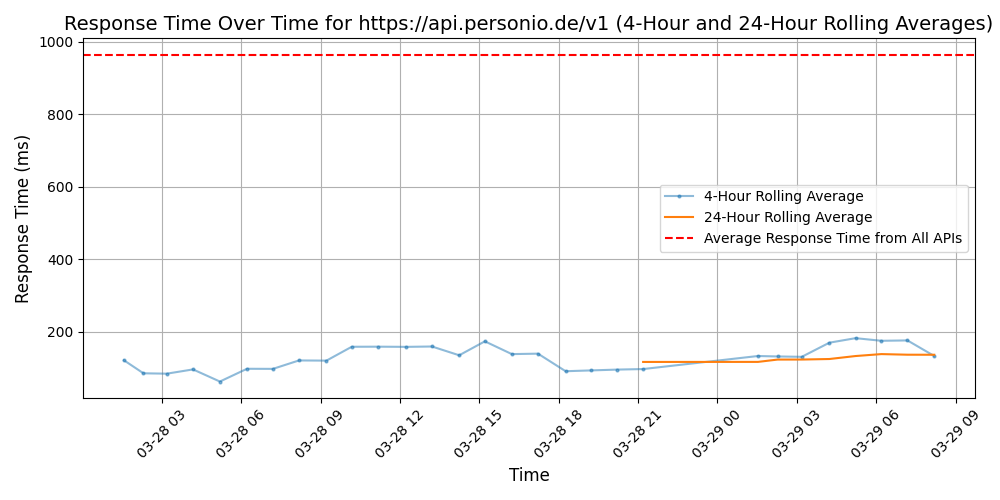 Response Time Over Time for https://api.personio.de/v1 (4-Hour and 24-Hour Rolling Averages)
Response Time (ms)
1000
800
600
400
200
4-Hour Rolling Average
24-Hour Rolling Average
Average Response Time from All APIs
03-28 03
03-28 06
03-28 09
03-28 12
03-28 15
03-28 18
03-28 21
03-29 00
03-29 03
03-29 06
03-29 09
Time